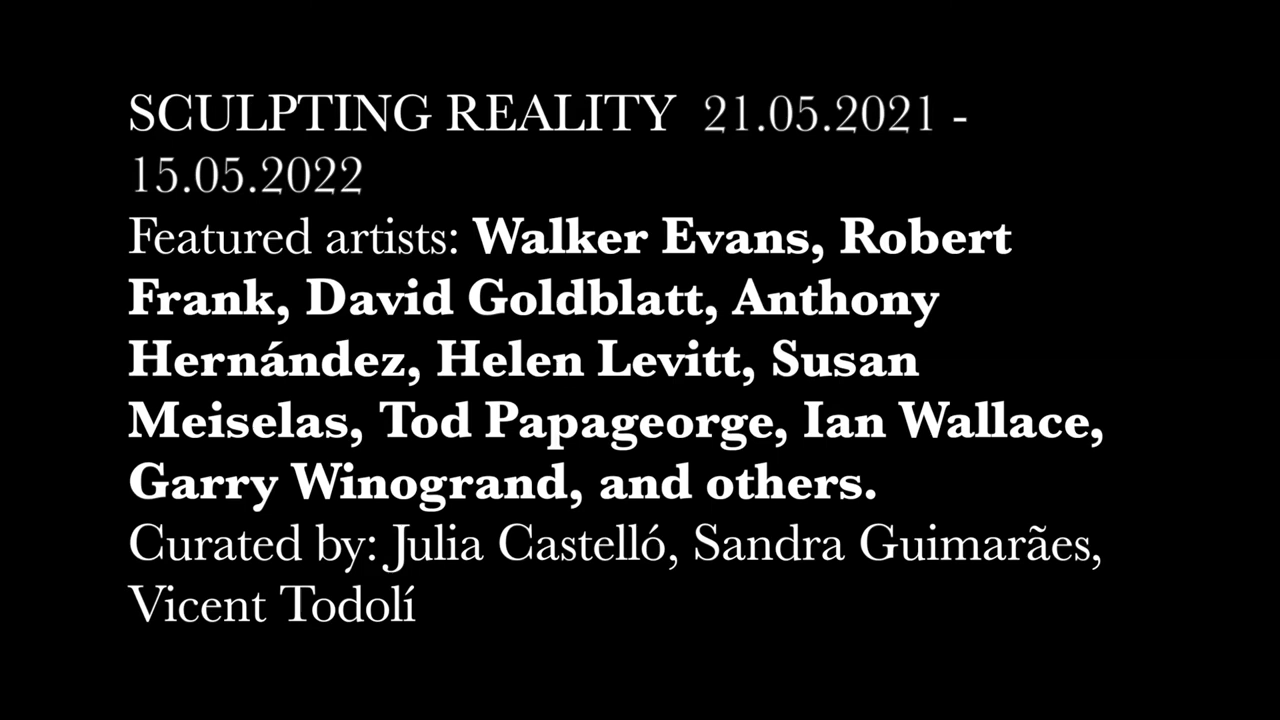 SCULPTING REALITY 21.05.2021 -
15.05.2022
Featured artists: Walker Evans, Robert
Frank, David Goldblatt, Anthony
Hernández, Helen Levitt, Susan
Meiselas, Tod Papageorge, Ian Wallace,
Garry Winogrand, and others.
Curated by: Julia Castelló, Sandra Guimarães,
Vicent Todolí